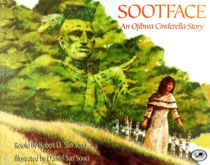 SOOTFACE
An Ojibwa Cinderella Story
Retold by Robert D. San Souci
Illustrated by Daniel San Souci